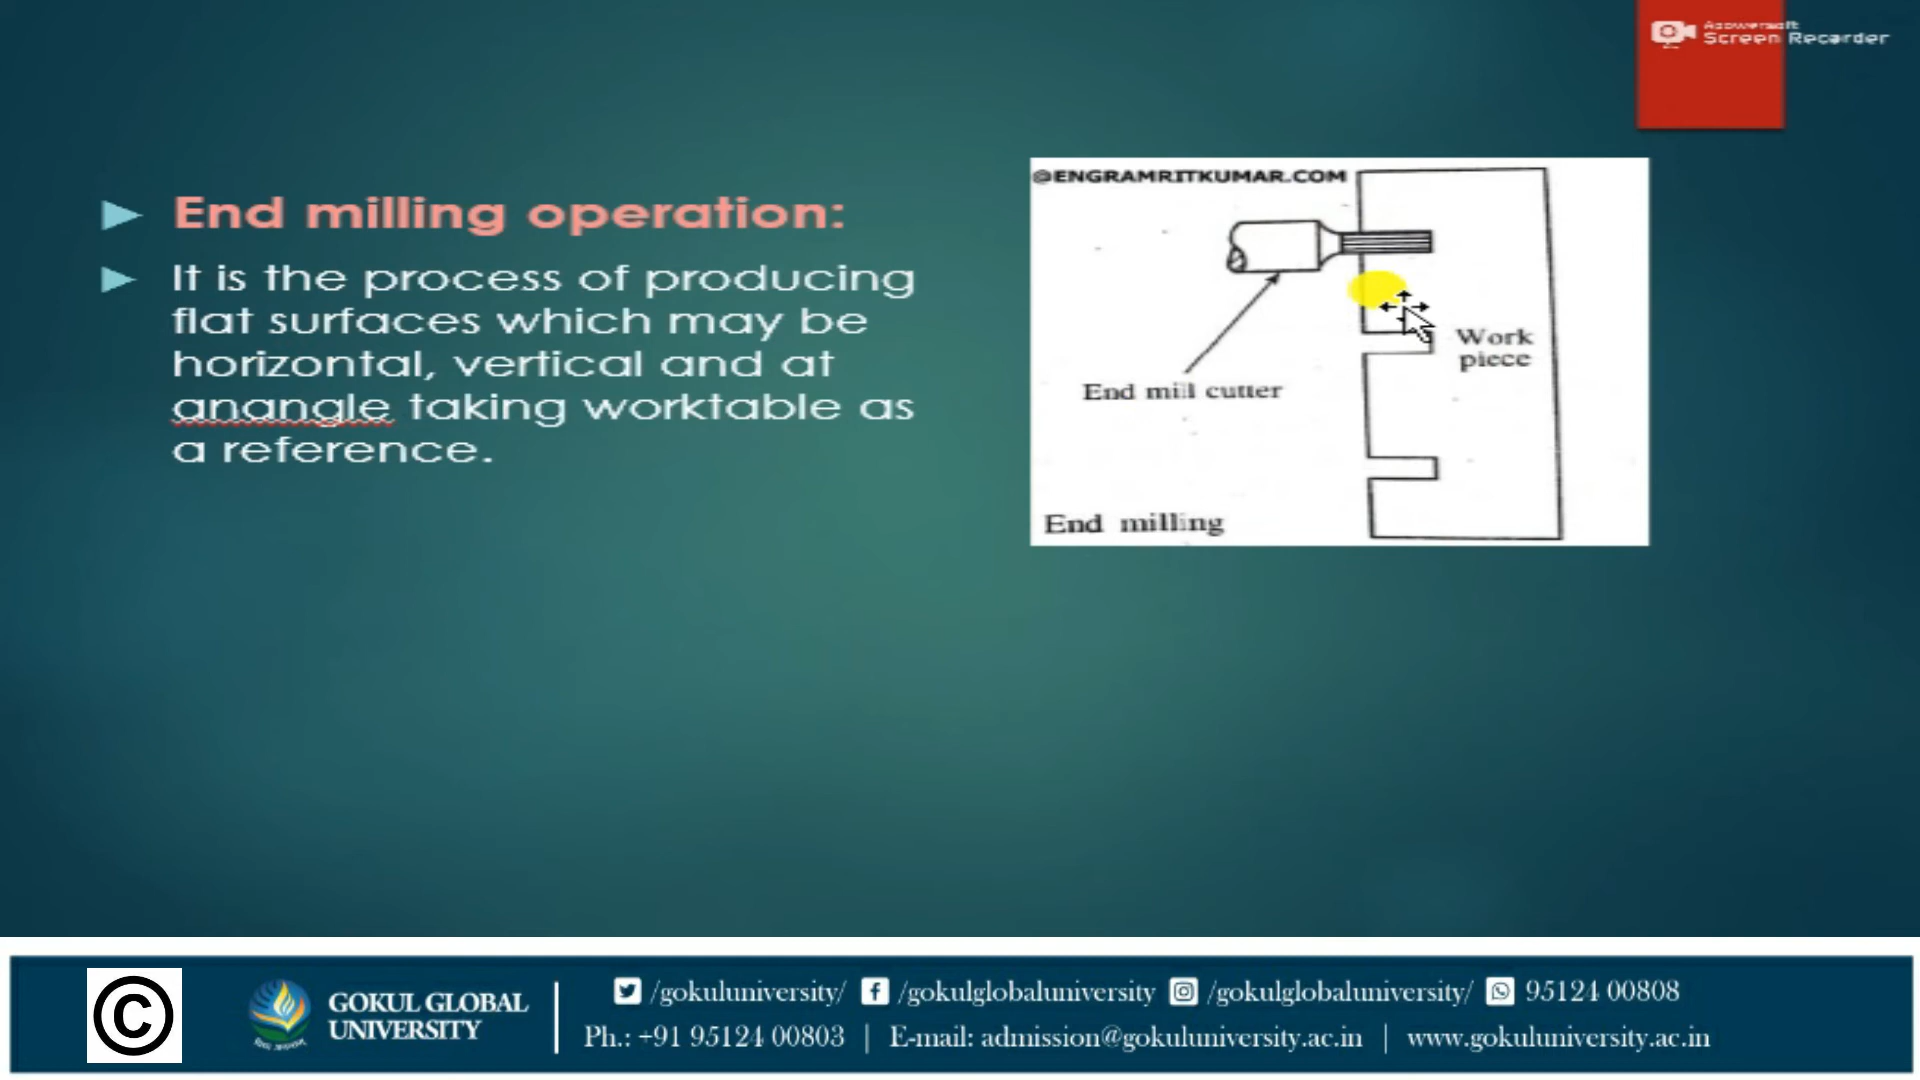 Apowersoft
Screen Recorder
End milling operation:
It is the process of producing
flat surfaces which may be
horizontal, vertical and at
anangle taking worktable as
a reference.
@ENGRAMRITKUMAR.COM
Work
piece
End mill cutter
End milling
©
GOKUL GLOBAL
UNIVERSITY
/gokuluniversity/ /gokulglobaluniversity /gokulglobaluniversity/ 95124 00808
Ph.: +91 95124 00803 | E-mail: admission@gokuluniversity.ac.in | www.gokuluniversity.ac.in